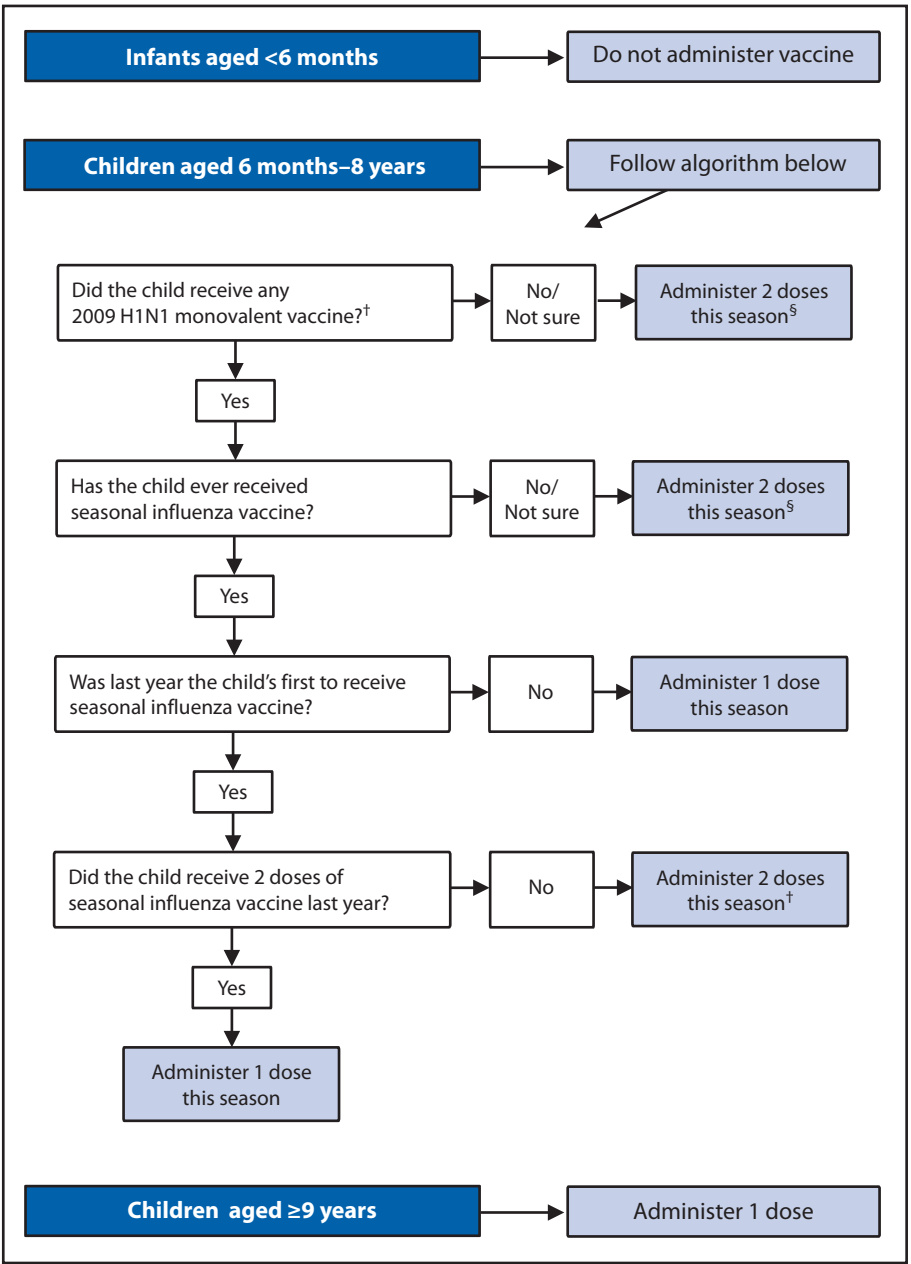 Infants aged <6 months
Do not administer vaccine
Children aged 6 months–8 years
Follow algorithm below
Did the child receive any
2009 H1N1 monovalent vaccine?†
No/
Not sure
Administer 2 doses
this season§
Yes
Has the child ever received
seasonal influenza vaccine?
No/
Not sure
Administer 2 doses
this season§
Yes
Was last year the child's first to receive
seasonal influenza vaccine?
No
Administer 1 dose
this season
Yes
Did the child receive 2 doses of
seasonal influenza vaccine last year?
No
Administer 2 doses
this season†
Yes
Administer 1 dose
this season
Children aged ≥9 years
Administer 1 dose